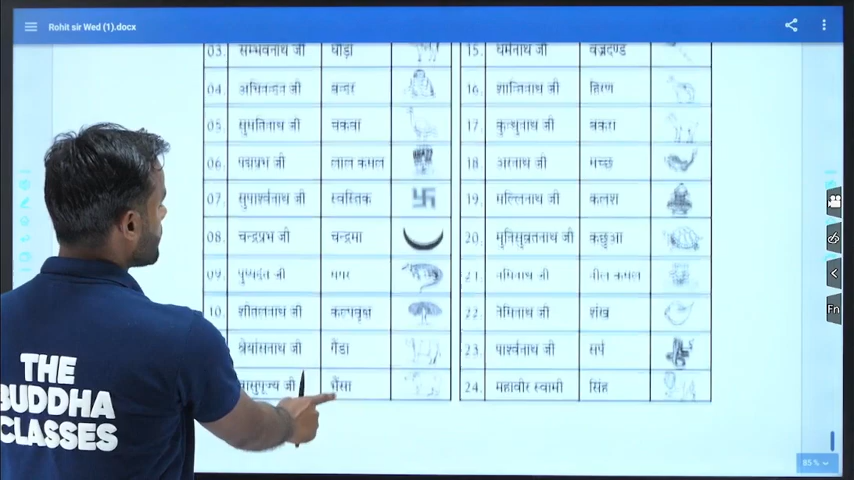 Rohit sir Wed (1).docx
03. सम्भवनाथ जी घोड़ा
15. धर्मनाथ जी वज्रदण्ड
04. अभिनन्दन जी बन्दर
16. शान्तिनाथ जी हिरण
05. सुमतिनाथ जी चकवा
17. कुन्थुनाथ जी बकरा
06. पद्मप्रभ जी लाल कमल
18. अरनाथ जी मच्छ
07. सुपार्श्वनाथ जी स्वस्तिक
19. मल्लिनाथ जी कलश
08. चन्द्रप्रभ जी चन्द्रमा
20. मुनिसुव्रतनाथ जी कछुआ
09. पुष्पदंत जी मगर
21. नमिनाथ जी नील कमल
10. शीतलनाथ जी कल्पवृक्ष
22. नेमिनाथ जी शंख
श्रेयांसनाथ जी गैंडा
23. पार्श्वनाथ जी सर्प
वासुपूज्य जी भैंसा
24. महावीर स्वामी सिंह
THE
BUDDHA
CLASSES
Fn
85 %